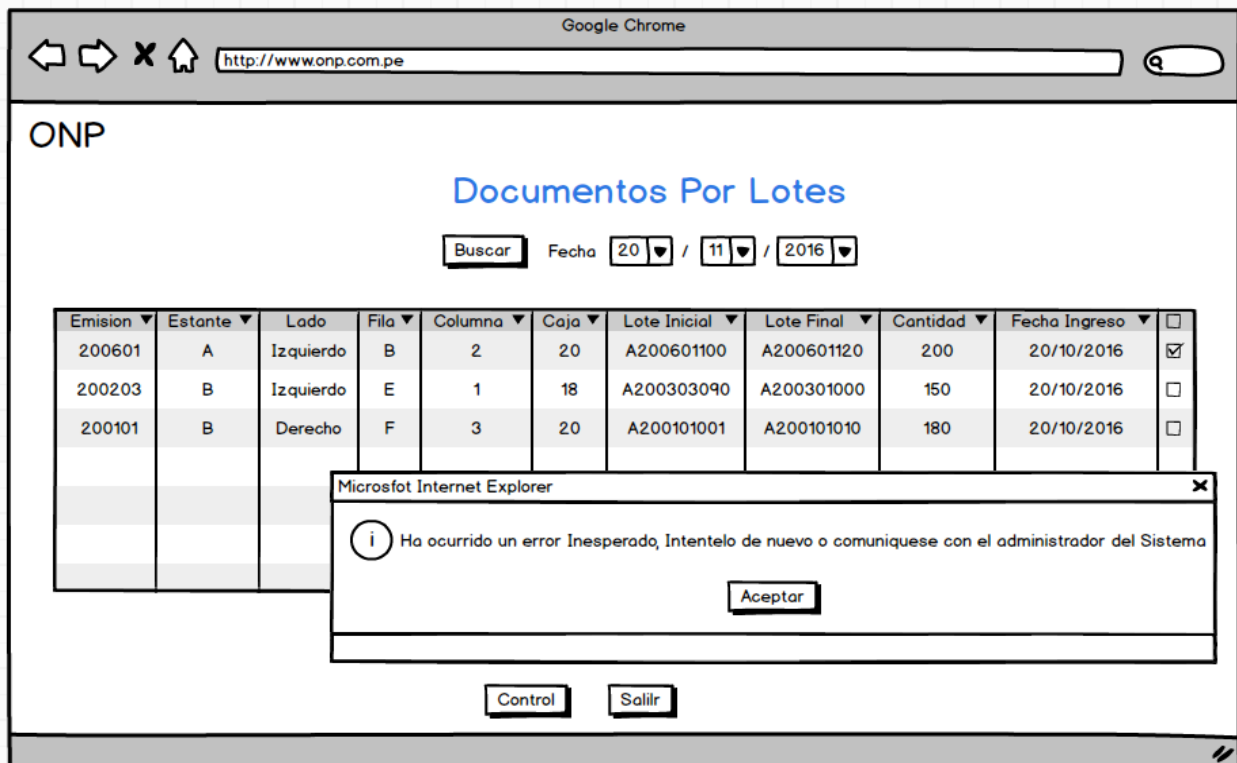 Google Chrome
http://www.onp.com.pe
ONP
Documentos Por Lotes
Buscar Fecha 20 / 11 / 2016
Emision Estante Lado Fila Columna Caja Lote Inicial Lote Final Cantidad Fecha Ingreso
200601 A Izquierdo B 2 20 A200601100 A200601120 200 20/10/2016
200203 B Izquierdo E 1 18 A200303090 A200301000 150 20/10/2016
200101 B Derecho F 3 20 A200101001 A200101010 180 20/10/2016
Microsfot Internet Explorer
i Ha ocurrido un error Inesperado, Intentelo de nuevo o comuniquese con el administrador del Sistema
Aceptar
Control Salilr